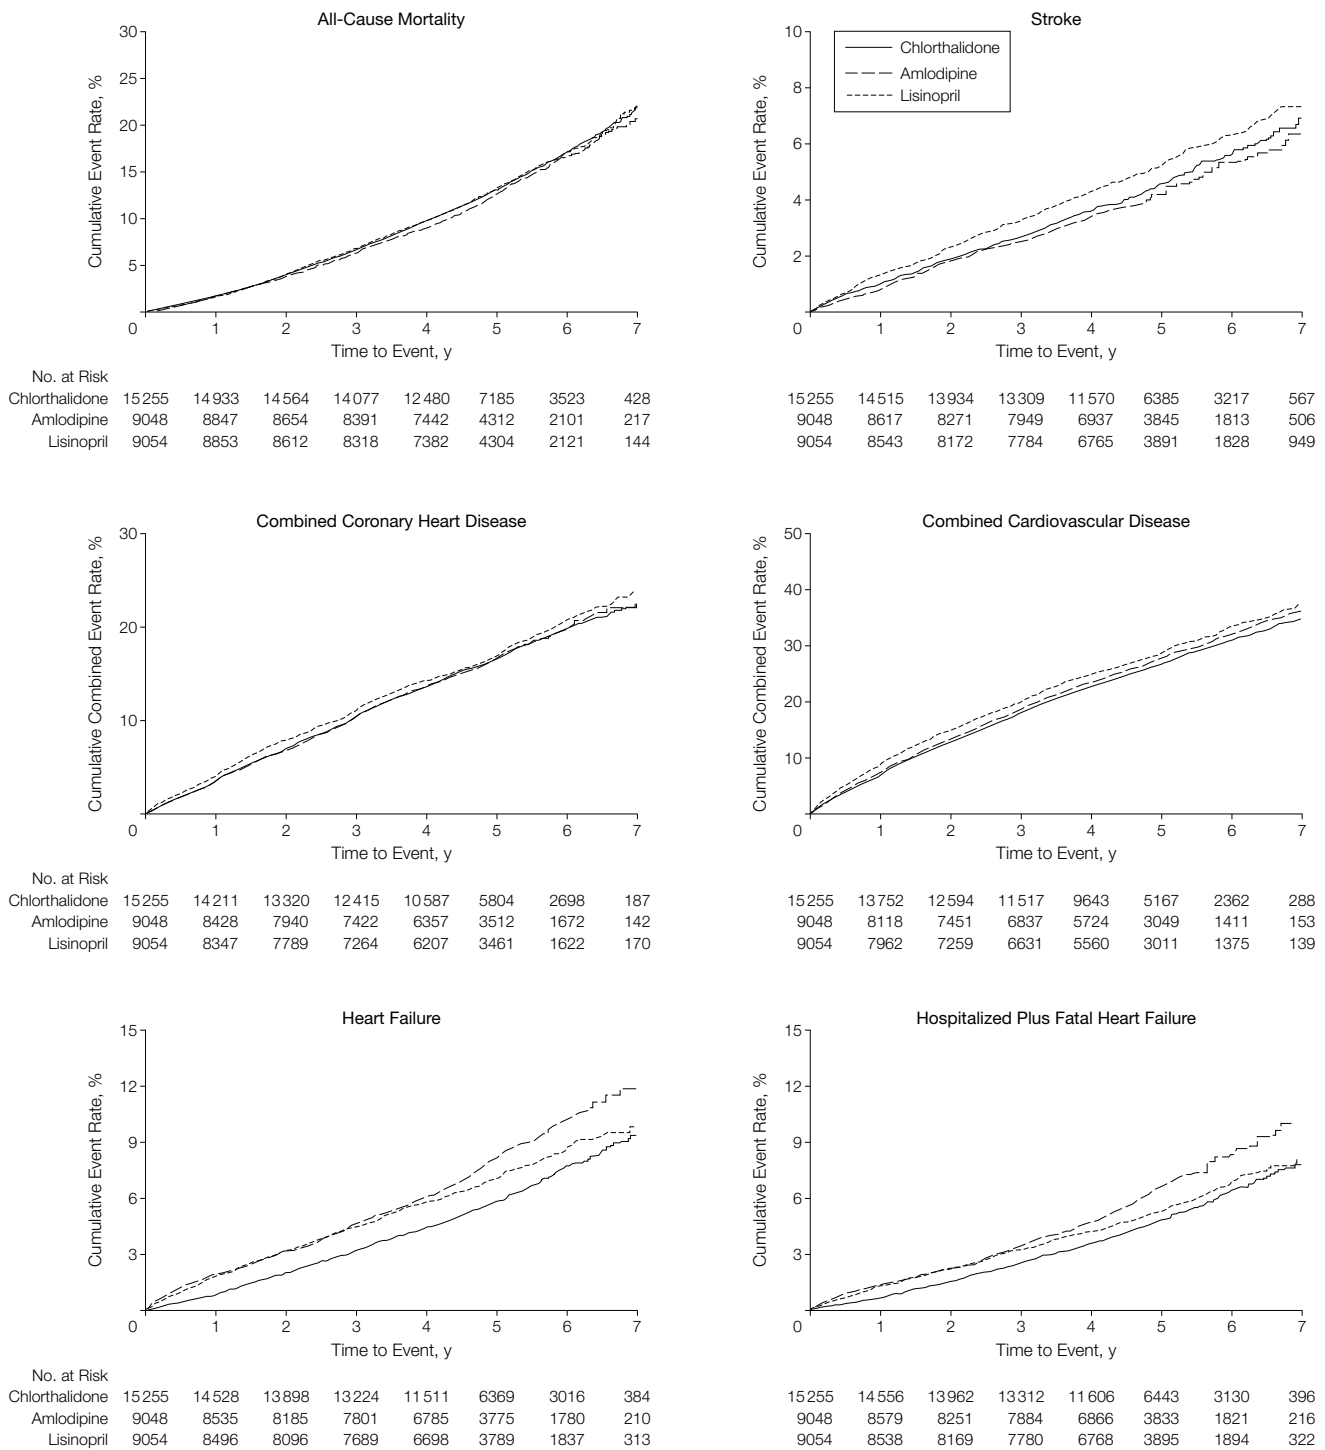 All-Cause Mortality
Cumulative Event Rate, %
30
25
20
15
10
5
0 1 2 3 4 5 6 7
Time to Event, y
No. at Risk
Chlorthalidone 15 255 14 933 14 564 14 077 12 480 7185 3523 428
Amlodipine 9048 8847 8654 8391 7442 4312 2101 217
Lisinopril 9054 8853 8612 8318 7382 4304 2121 144
Stroke
Chlorthalidone
Amlodipine
Lisinopril
Cumulative Event Rate, %
10
8
6
4
2
0 1 2 3 4 5 6 7
Time to Event, y
15 255 14 515 13 934 13 309 11 570 6385 3217 567
9048 8617 8271 7949 6937 3845 1813 506
9054 8543 8172 7784 6765 3891 1828 949
Combined Coronary Heart Disease
Cumulative Combined Event Rate, %
30
20
10
0 1 2 3 4 5 6 7
Time to Event, y
No. at Risk
Chlorthalidone 15 255 14 211 13 320 12 415 10 587 5804 2698 187
Amlodipine 9048 8428 7940 7422 6357 3512 1672 142
Lisinopril 9054 8347 7789 7264 6207 3461 1622 170
Combined Cardiovascular Disease
Cumulative Combined Event Rate, %
50
40
30
20
10
0 1 2 3 4 5 6 7
Time to Event, y
15 255 13 752 12 594 11 517 9643 5167 2362 288
9048 8118 7451 6837 5724 3049 1411 153
9054 7962 7259 6631 5560 3011 1375 139
Heart Failure
Cumulative Event Rate, %
15
12
9
6
3
0 1 2 3 4 5 6 7
Time to Event, y
No. at Risk
Chlorthalidone 15 255 14 528 13 898 13 224 11 511 6369 3016 384
Amlodipine 9048 8535 8185 7801 6785 3775 1780 210
Lisinopril 9054 8496 8096 7689 6698 3789 1837 313
Hospitalized Plus Fatal Heart Failure
Cumulative Event Rate, %
15
12
9
6
3
0 1 2 3 4 5 6 7
Time to Event, y
15 255 14 556 13 962 13 312 11 606 6443 3130 396
9048 8579 8251 7884 6866 3833 1821 216
9054 8538 8169 7780 6768 3895 1894 322